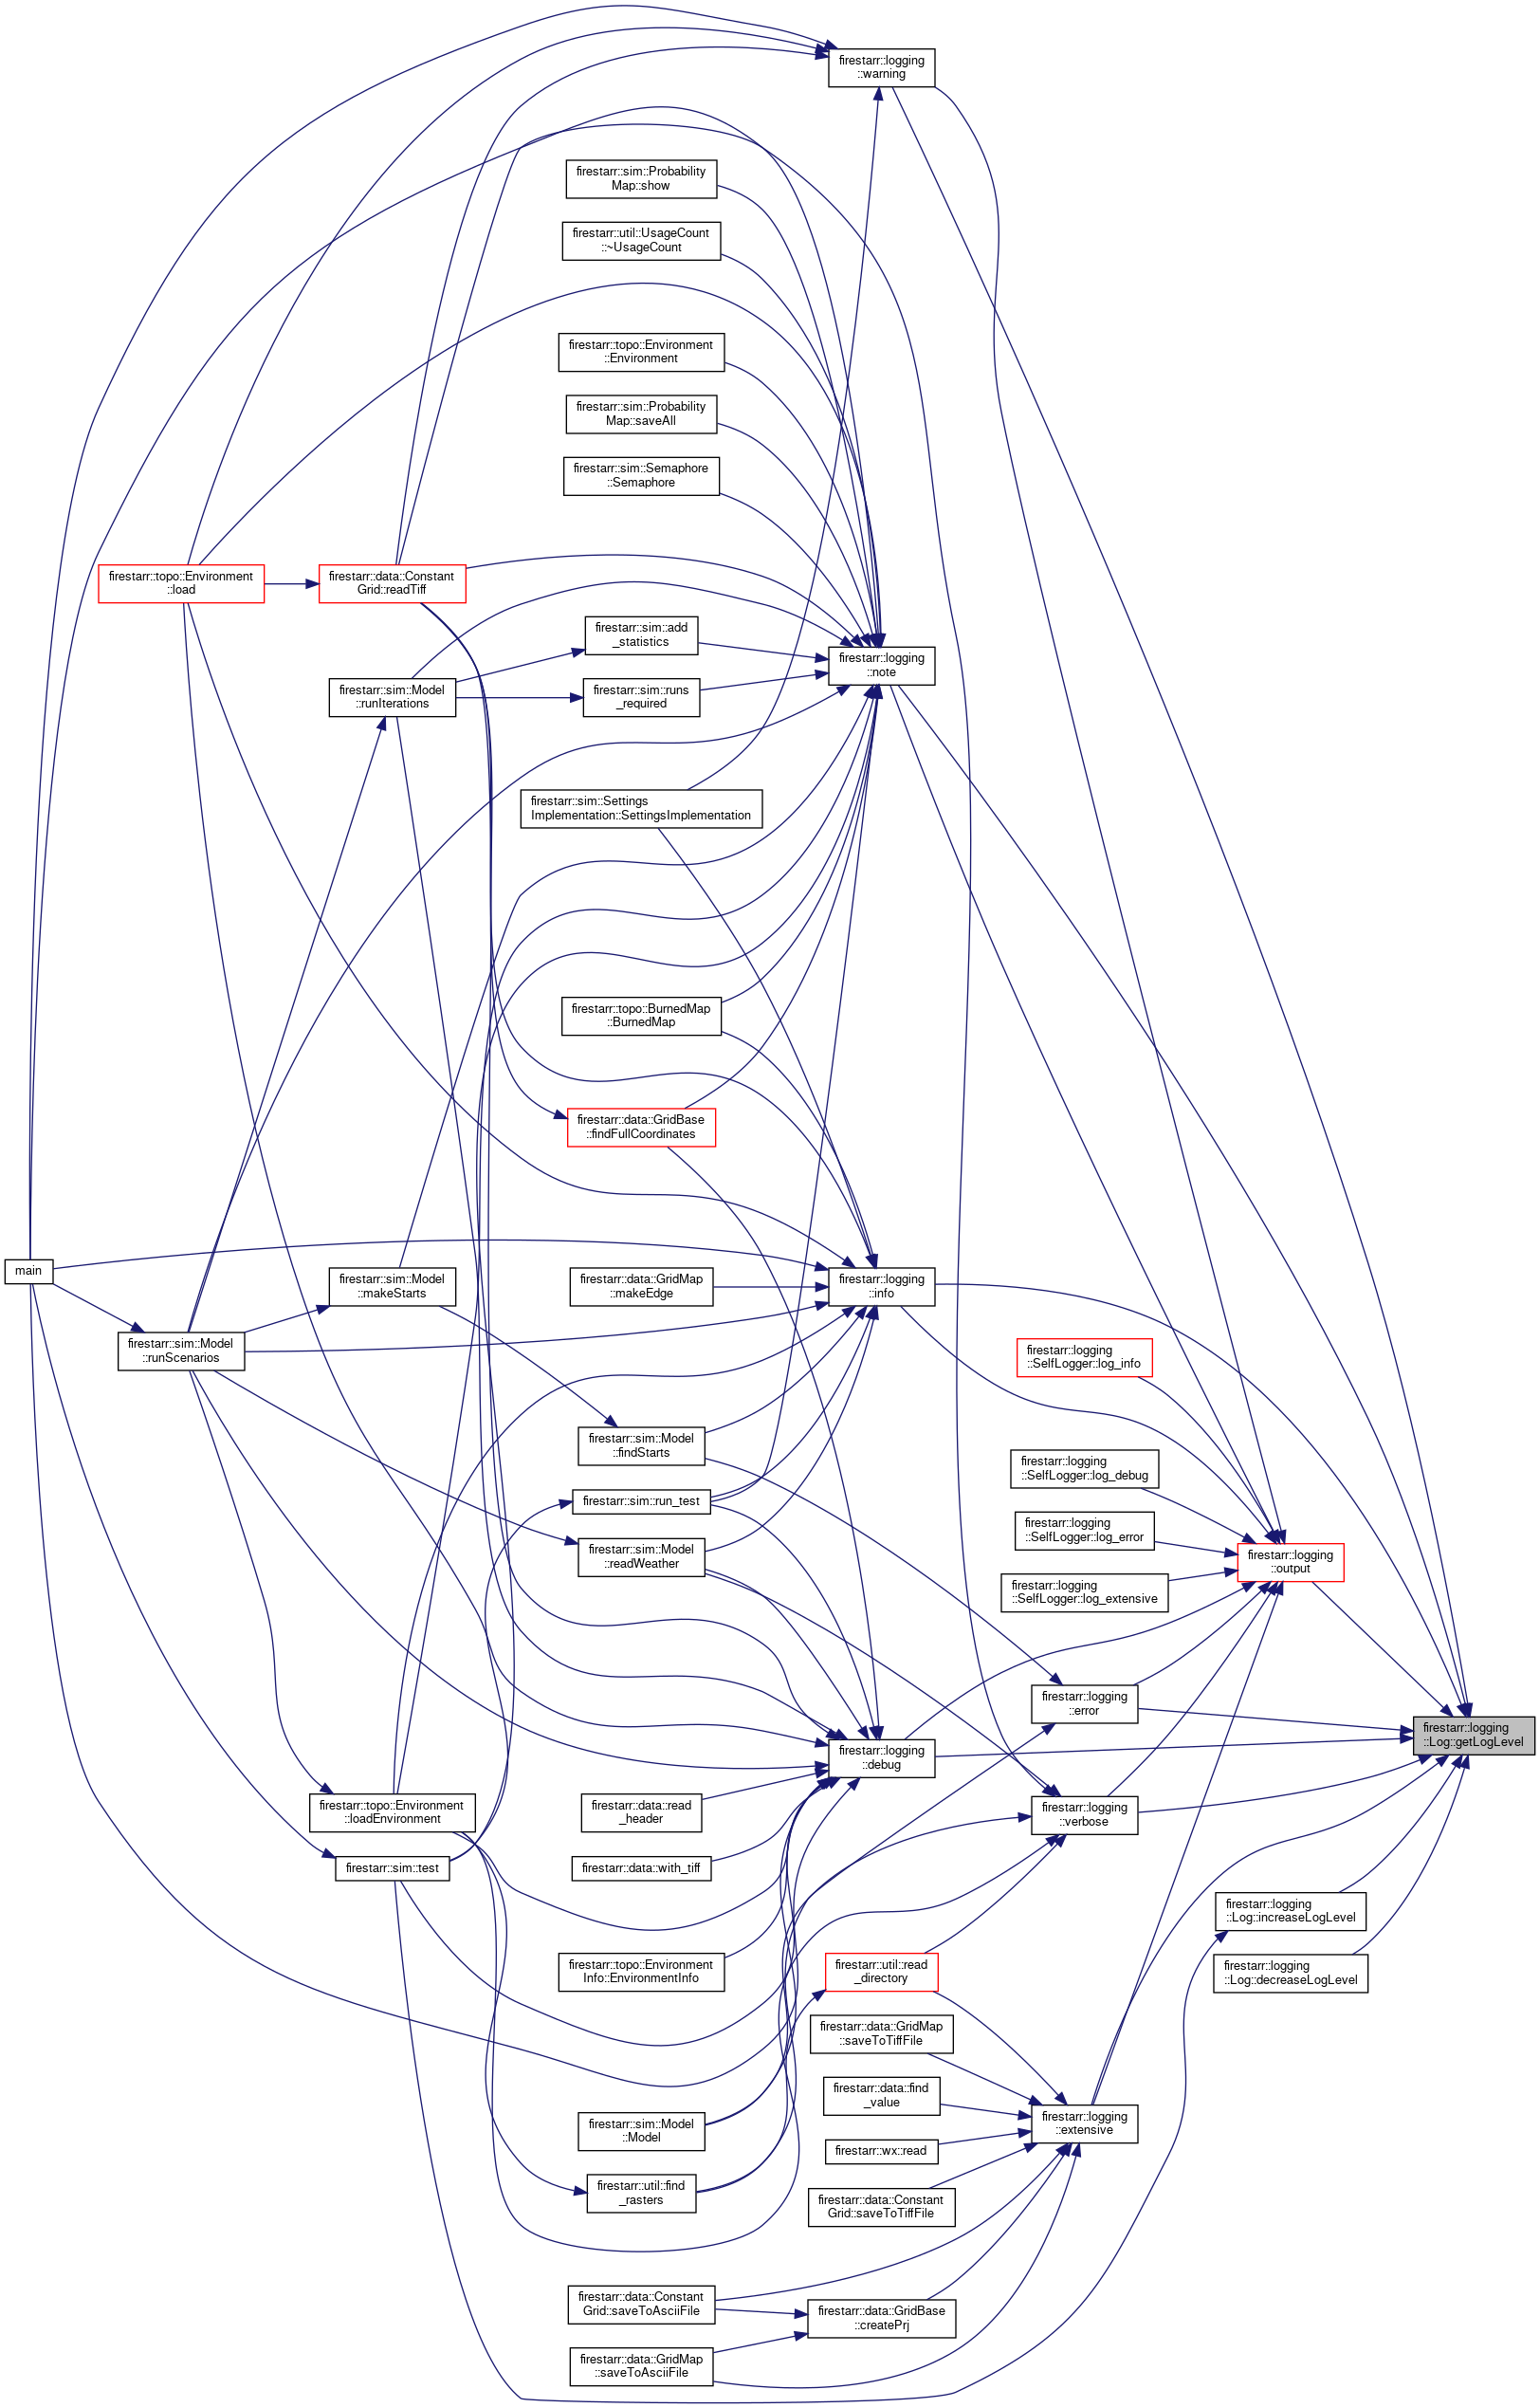 firestarr::logging
::warning
firestarr::sim::Probability
Map::show
firestarr::util::UsageCount
::~UsageCount
firestarr::topo::Environment
::Environment
firestarr::sim::Probability
Map::saveAll
firestarr::sim::Semaphore
::Semaphore
firestarr::topo::Environment
::load
firestarr::data::Constant
Grid::readTiff
firestarr::sim::add
_statistics
firestarr::logging
::note
firestarr::sim::Model
::runIterations
firestarr::sim::runs
_required
firestarr::sim::Settings
Implementation::SettingsImplementation
firestarr::topo::BurnedMap
::BurnedMap
firestarr::data::GridBase
::findFullCoordinates
main
firestarr::sim::Model
::makeStarts
firestarr::data::GridMap
::makeEdge
firestarr::logging
::info
firestarr::sim::Model
::runScenarios
firestarr::logging
::SelfLogger::log_info
firestarr::sim::Model
::findStarts
firestarr::logging
::SelfLogger::log_debug
firestarr::sim::run_test
firestarr::logging
::SelfLogger::log_error
firestarr::sim::Model
::readWeather
firestarr::logging
::output
firestarr::logging
::SelfLogger::log_extensive
firestarr::logging
::error
firestarr::logging
::Log::getLogLevel
firestarr::logging
::debug
firestarr::topo::Environment
::loadEnvironment
firestarr::data::read
_header
firestarr::logging
::verbose
firestarr::sim::test
firestarr::data::with_tiff
firestarr::logging
::Log::increaseLogLevel
firestarr::topo::Environment
Info::EnvironmentInfo
firestarr::util::read
_directory
firestarr::logging
::Log::decreaseLogLevel
firestarr::data::GridMap
::saveToTiffFile
firestarr::data::find
_value
firestarr::sim::Model
::Model
firestarr::logging
::extensive
firestarr::wx::read
firestarr::util::find
_rasters
firestarr::data::Constant
Grid::saveToTiffFile
firestarr::data::Constant
Grid::saveToAsciiFile
firestarr::data::GridBase
::createPrj
firestarr::data::GridMap
::saveToAsciiFile